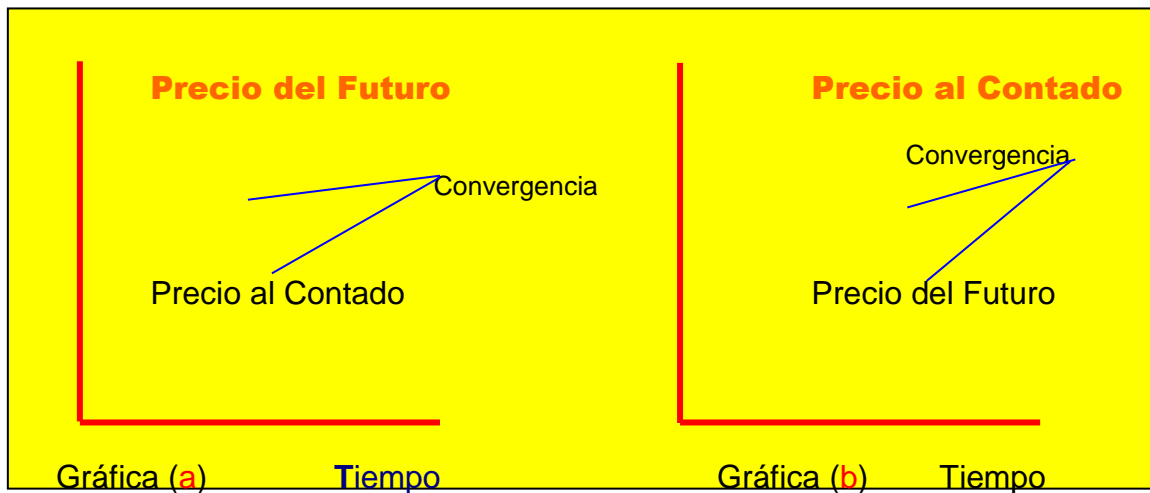 Precio del Futuro
Convergencia
Precio al Contado
Gráfica (a) Tiempo
Precio al Contado
Convergencia
Precio del Futuro
Gráfica (b) Tiempo